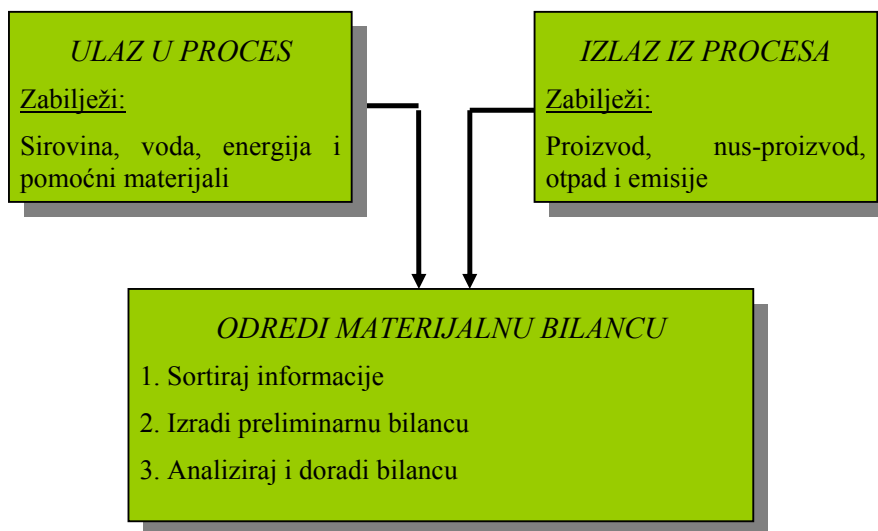 ULAZ U PROCES
Zabilježi:
Sirovina, voda, energija i
pomoćni materijali
IZLAZ IZ PROCESA
Zabilježi:
Proizvod, nus-proizvod,
otpad i emisije
ODREDI MATERIJALNU BILANCU
1. Sortiraj informacije
2. Izradi preliminarnu bilancu
3. Analiziraj i doradi bilancu